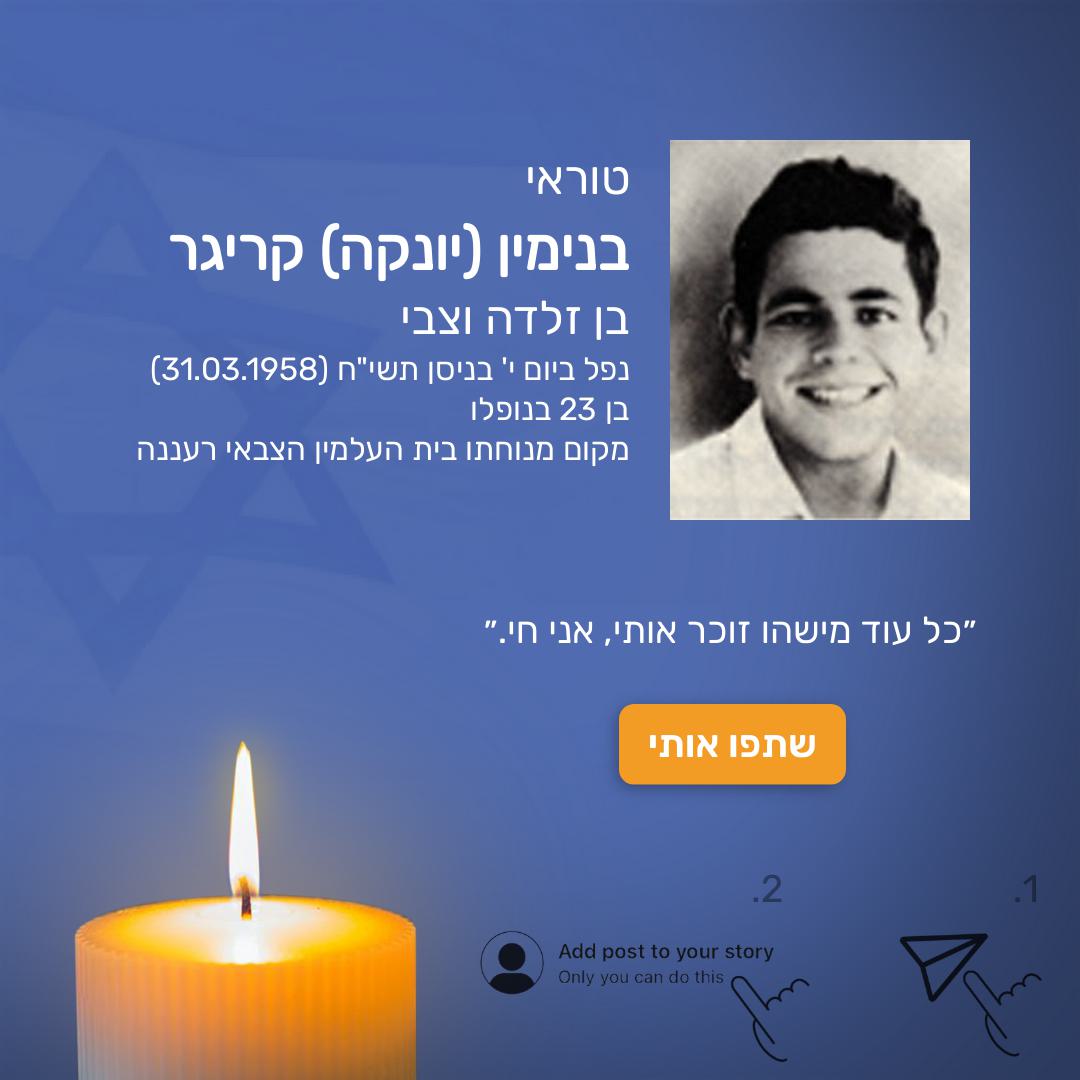 טוראי
בנימין (יונקה) קריגר
בן זלדה וצבי
נפל ביום י' בניסן תשי"ח (31.03.1958)
בן 23 בנופלו
מקום מנוחתו בית העלמין הצבאי רעננה
״כל עוד מישהו זוכר אותי, אני חי.״
שתפו אותי
.1
.2
Add post to your story
Only you can do this